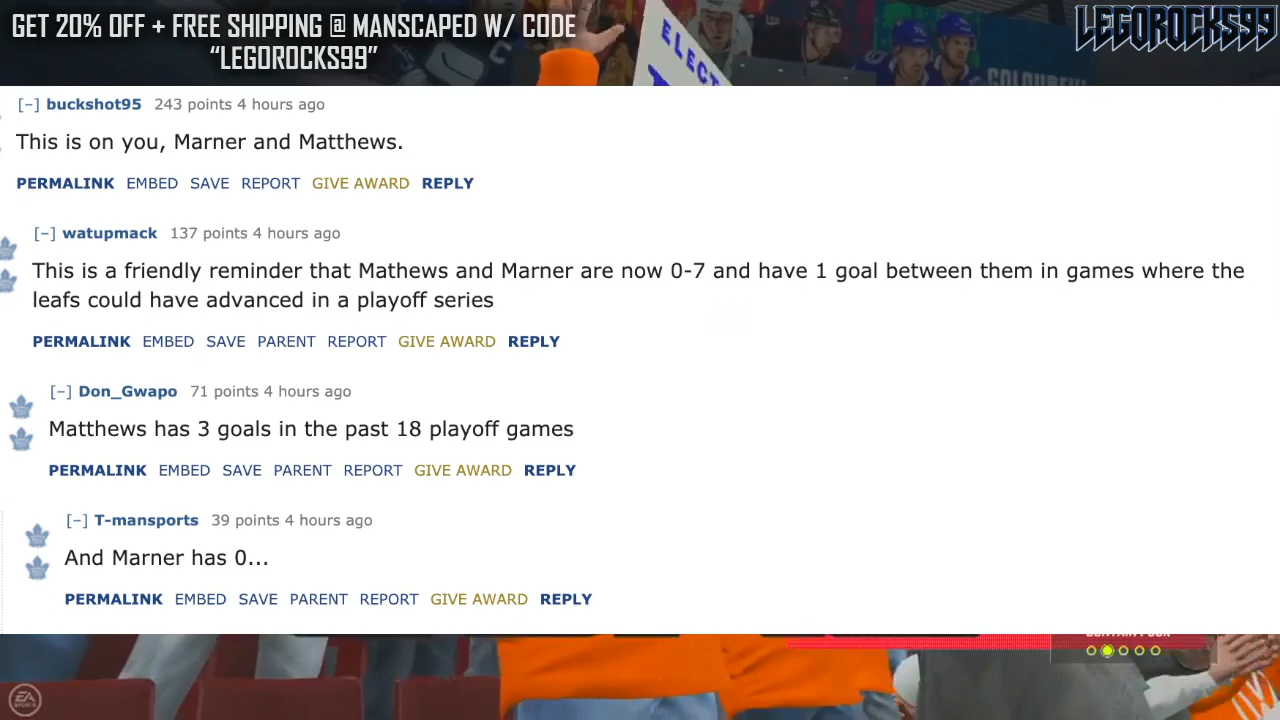 GET 20% OFF + FREE SHIPPING @ MANSCAPED W/ CODE
"LEGOROCKS99"
LEGOROCKS99
ELECT
[–] buckshot95 243 points 4 hours ago
This is on you, Marner and Matthews.
PERMALINK EMBED SAVE REPORT GIVE AWARD REPLY
[–] watupmack 137 points 4 hours ago
This is a friendly reminder that Mathews and Marner are now 0-7 and have 1 goal between them in games where the
leafs could have advanced in a playoff series
PERMALINK EMBED SAVE PARENT REPORT GIVE AWARD REPLY
[–] Don_Gwapo 71 points 4 hours ago
Matthews has 3 goals in the past 18 playoff games
PERMALINK EMBED SAVE PARENT REPORT GIVE AWARD REPLY
[–] T-mansports 39 points 4 hours ago
And Marner has 0...
PERMALINK EMBED SAVE PARENT REPORT GIVE AWARD REPLY
EA
SPORTS